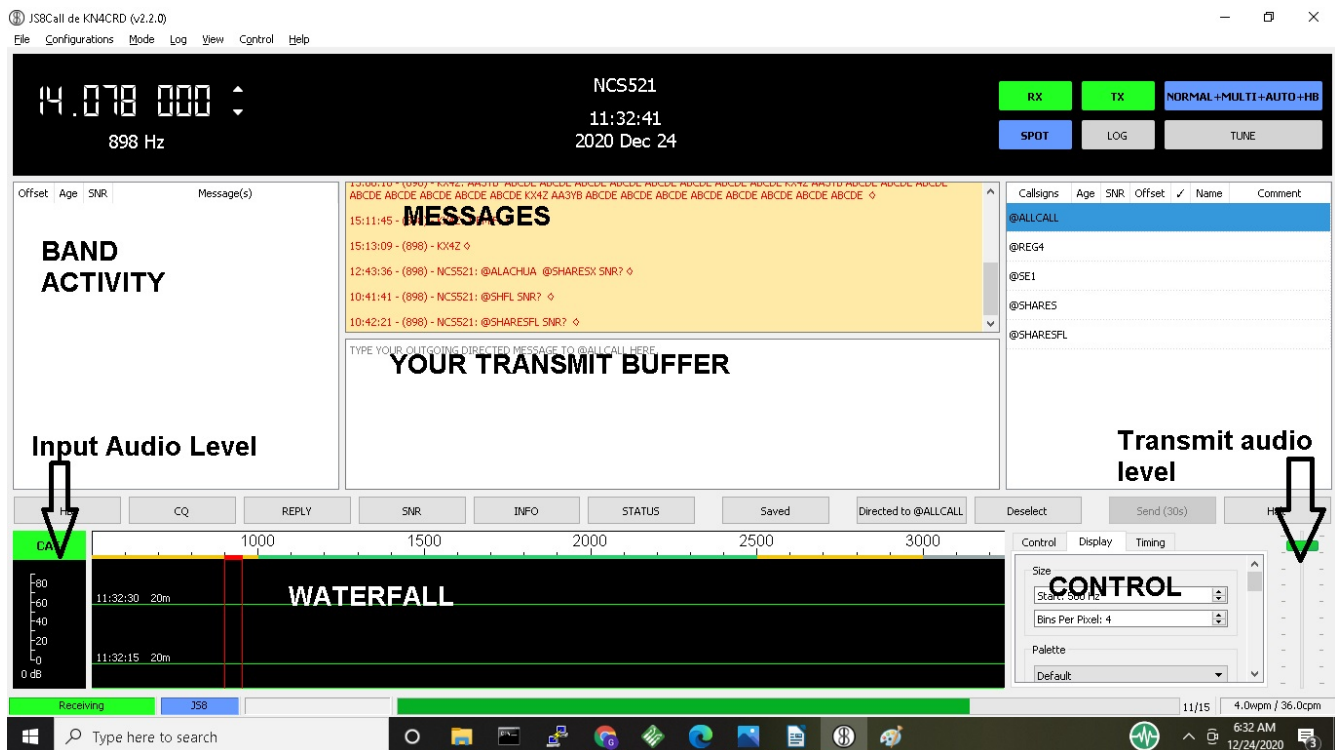 JS8Call de KN4CRD (v2.2.0)
File Configurations Mode Log View Control Help
14.078 000
898 Hz
NCS521
11:32:41
2020 Dec 24
RX TX NORMAL+MULTI+AUTO+HB
SPOT LOG TUNE
Offset Age SNR Message(s)
BAND
ACTIVITY
ABCDE ABCDE ABCDE ABCDE ABCDE KX4Z AA3YB ABCDE ABCDE ABCDE ABCDE ABCDE ABCDE ABCDE ABCDE ABCDE ◇
MESSAGES
15:11:45 - (
15:13:09 - (898) - KX4Z ◇
12:43:36 - (898) - NCS521: @ALACHUA @SHARESX SNR? ◇
10:41:41 - (898) - NCS521: @SHFL SNR? ◇
10:42:21 - (898) - NCS521: @SHARESFL SNR? ◇
TYPE YOUR OUTGOING DIRECTED MESSAGE TO @ALLCALL HERE
YOUR TRANSMIT BUFFER
Callsigns Age SNR Offset ✓ Name Comment
@ALLCALL
@REG4
@SE1
@SHARES
@SHARESFL
Input Audio Level
Transmit audio
level
CQ REPLY SNR INFO STATUS Saved Directed to @ALLCALL Deselect Send (30s)
1000 1500 2000 2500 3000
80
60
40
20
0
0 dB
11:32:30 20m
WATERFALL
11:32:15 20m
Control Display Timing
Size
CONTROL
Start: 500 Hz
Bins Per Pixel: 4
Palette
Default
Receiving JS8 11/15 4.0wpm / 36.0cpm
Type here to search
6:32 AM
12/24/2020
3